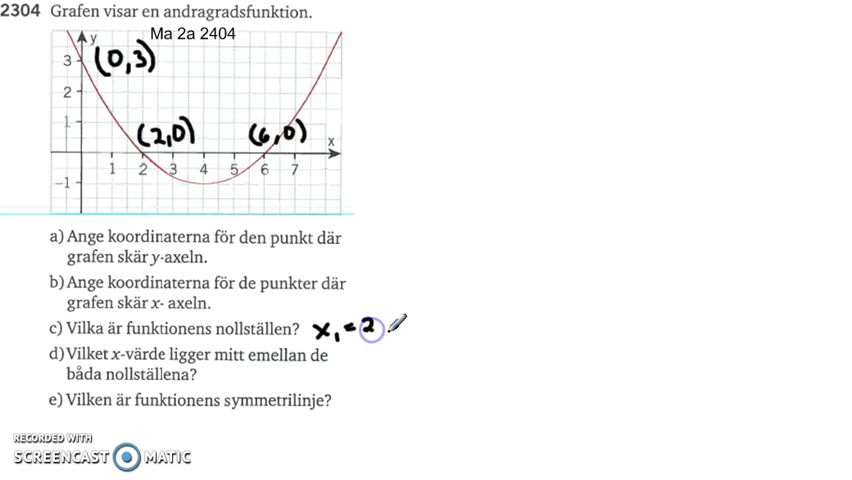 2304 Grafen visar en andragradsfunktion.
Ma 2a 2404
y
3
(0,3)
2
1
(2,0)
(6,0)
x
1 2 3 4 5 6 7
-1
a) Ange koordinaterna för den punkt där
grafen skär y-axeln.
b) Ange koordinaterna för de punkter där
grafen skär x- axeln.
c) Vilka är funktionens nollställen? x₁ = 2
d) Vilket x-värde ligger mitt emellan de
båda nollställena?
e) Vilken är funktionens symmetrilinje?
RECORDED WITH
SCREENCAST MATIC